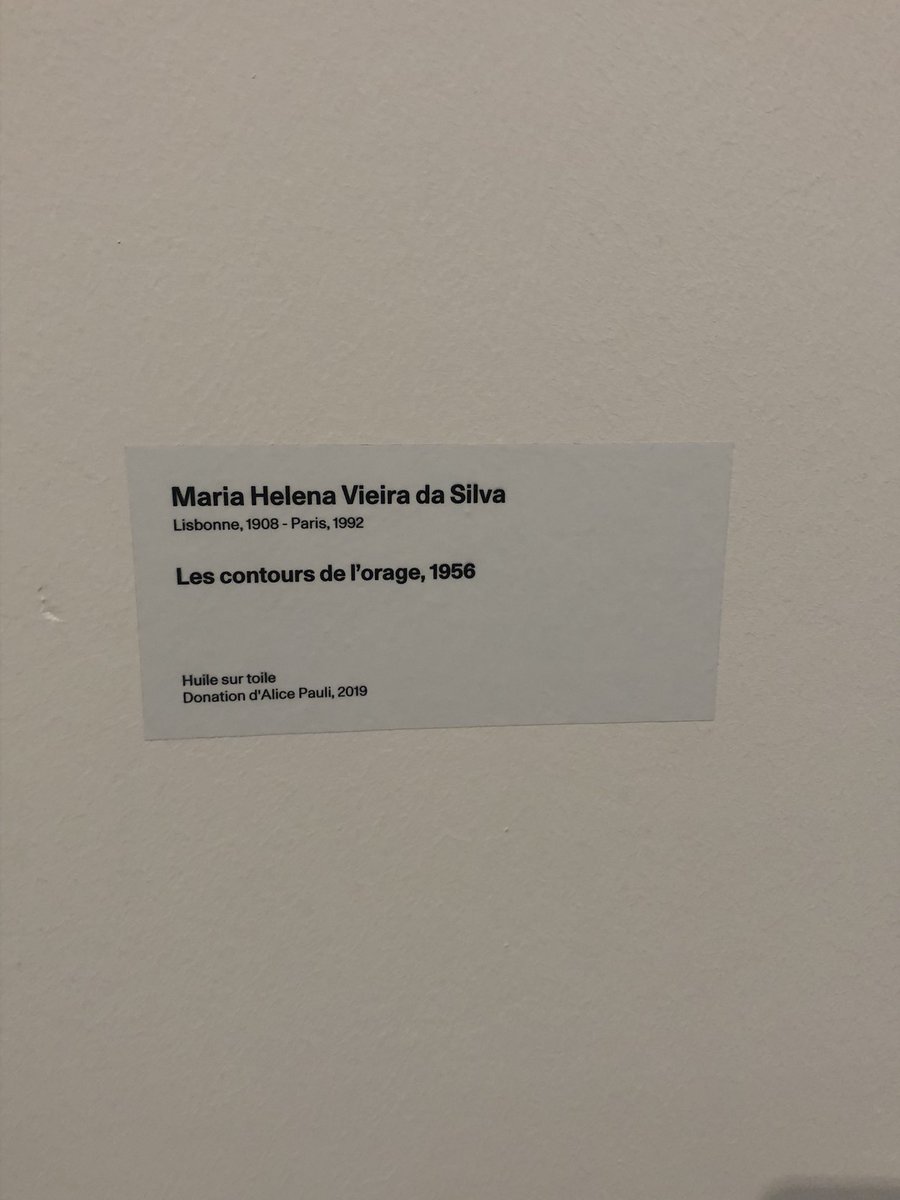 Maria Helena Vieira da Silva
Lisbonne, 1908 - Paris, 1992
Les contours de l’orage, 1956
Huile sur toile
Donation d'Alice Pauli, 2019